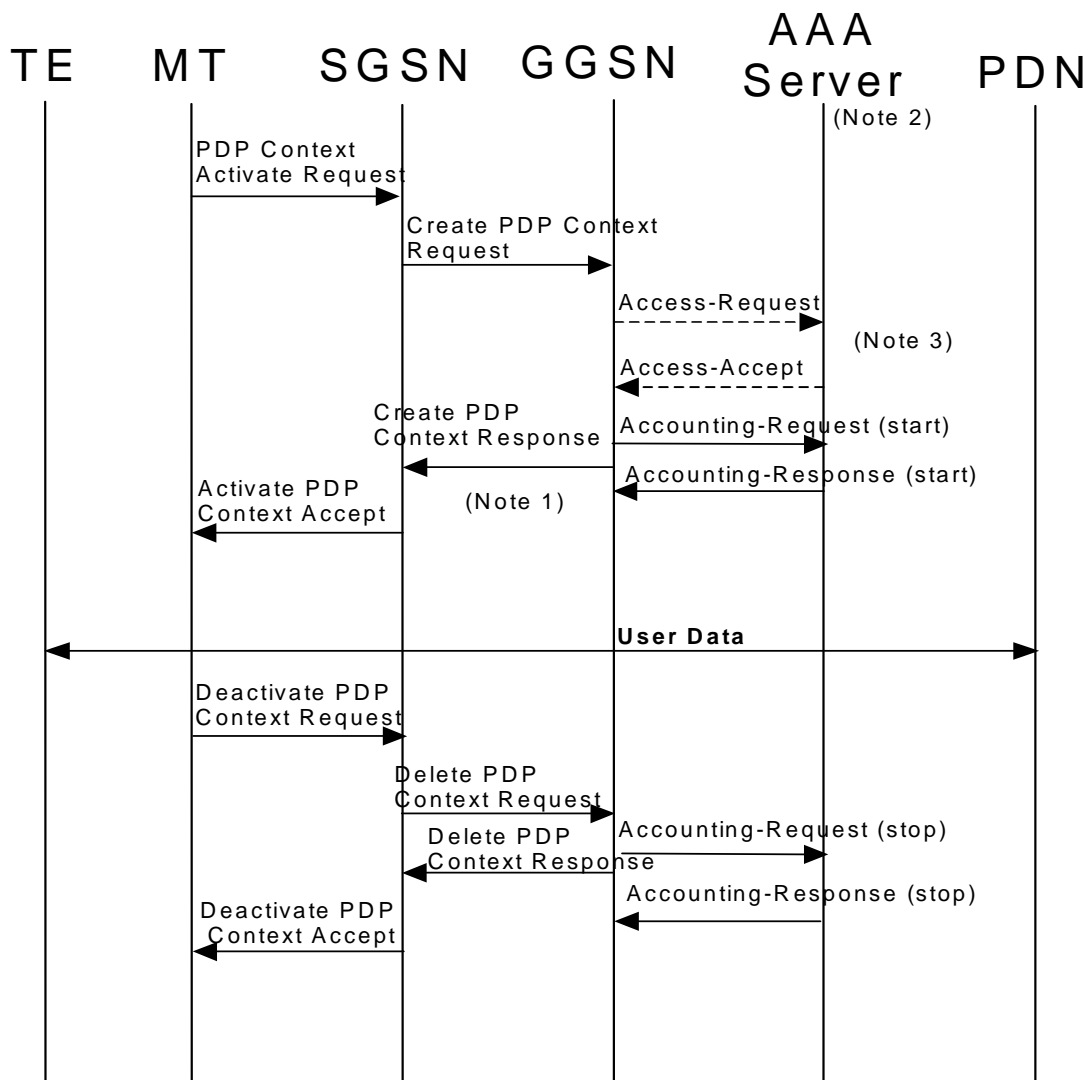 TE
MT
SGSN
GGSN
AAA
Server
PDN
(Note 2)
PDP Context
Activate Request
Create PDP Context
Request
Access-Request
(Note 3)
Access-Accept
Create PDP
Context Response
Accounting-Request (start)
Accounting-Response (start)
Activate PDP
Context Accept
(Note 1)
User Data
Deactivate PDP
Context Request
Delete PDP
Context Request
Accounting-Request (stop)
Delete PDP
Context Response
Accounting-Response (stop)
Deactivate PDP
Context Accept